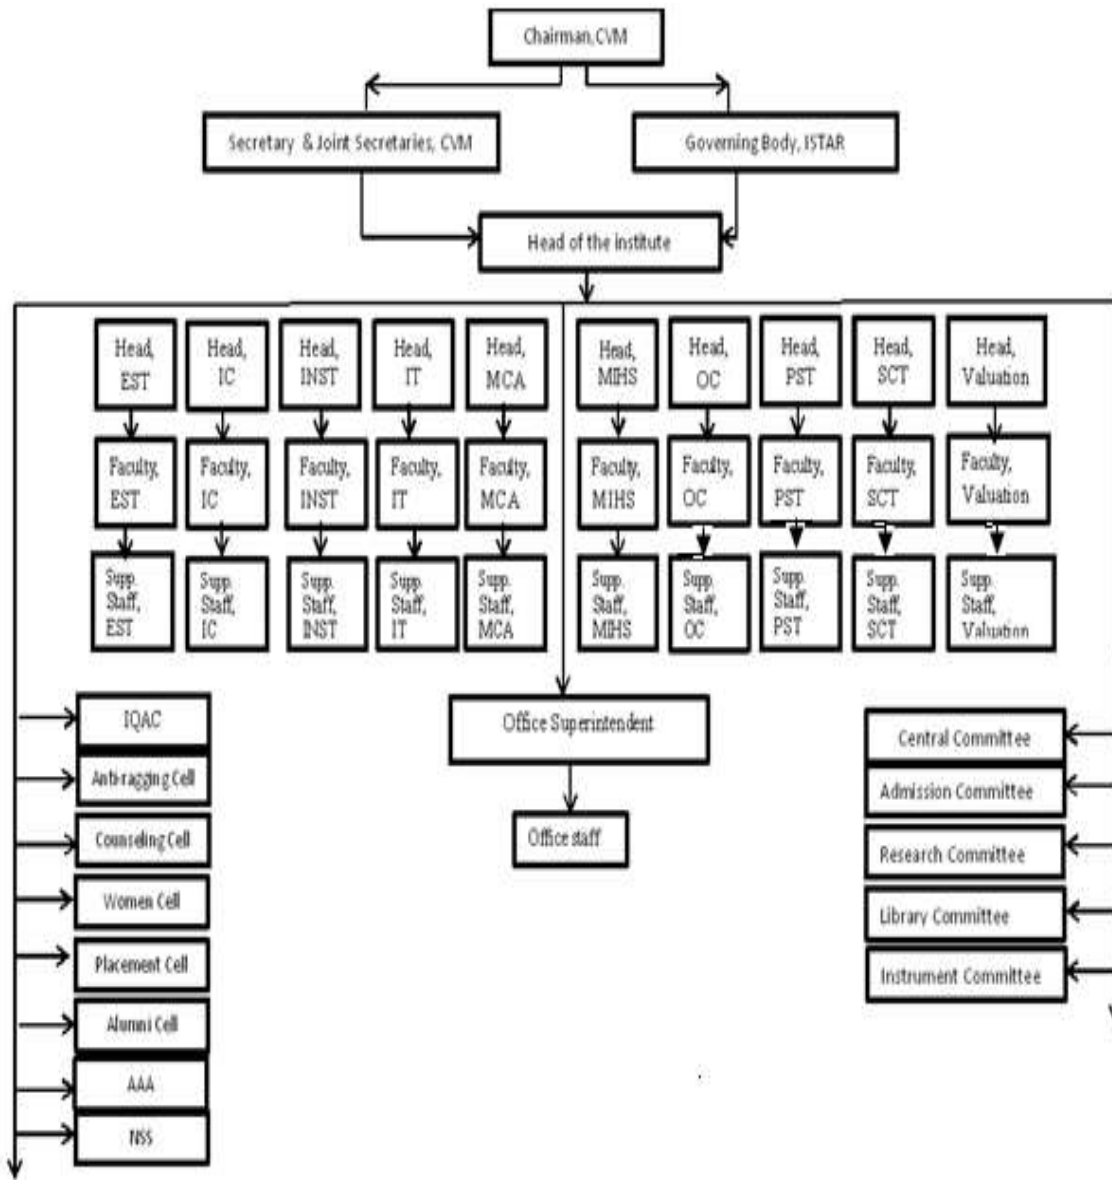 Chairman,CVM
Secretary & Joint Secretaries, CVM
Governing Body, ISTAR
Head of the institute
Head,
EST
Head,
IC
Head,
INST
Head,
IT
Head,
MCA
Head,
MIHS
Head,
OC
Head,
PST
Head,
SCT
Head,
Valuation
Faculty,
EST
Faculty,
IC
Faculty,
INST
Faculty,
IT
Faculty,
MCA
Faculty,
MIHS
Faculty,
OC
Faculty,
PST
Faculty,
SCT
Faculty,
Valuation
Supp.
Staff,
EST
Supp.
Staff,
IC
Supp.
Staff,
INST
Supp.
Staff,
IT
Supp.
Staff,
MCA
Supp.
Staff,
MIHS
Supp.
Staff,
OC
Supp.
Staff,
PST
Supp.
Staff,
SCT
Supp.
Staff,
Valuation
IQAC
Anti-ragging Cell
Counseling Cell
Women Cell
Placement Cell
Alumni Cell
AAA
NSS
Office Superintendent
Office staff
Central Committee
Admission Committee
Research Committee
Library Committee
Instrument Committee